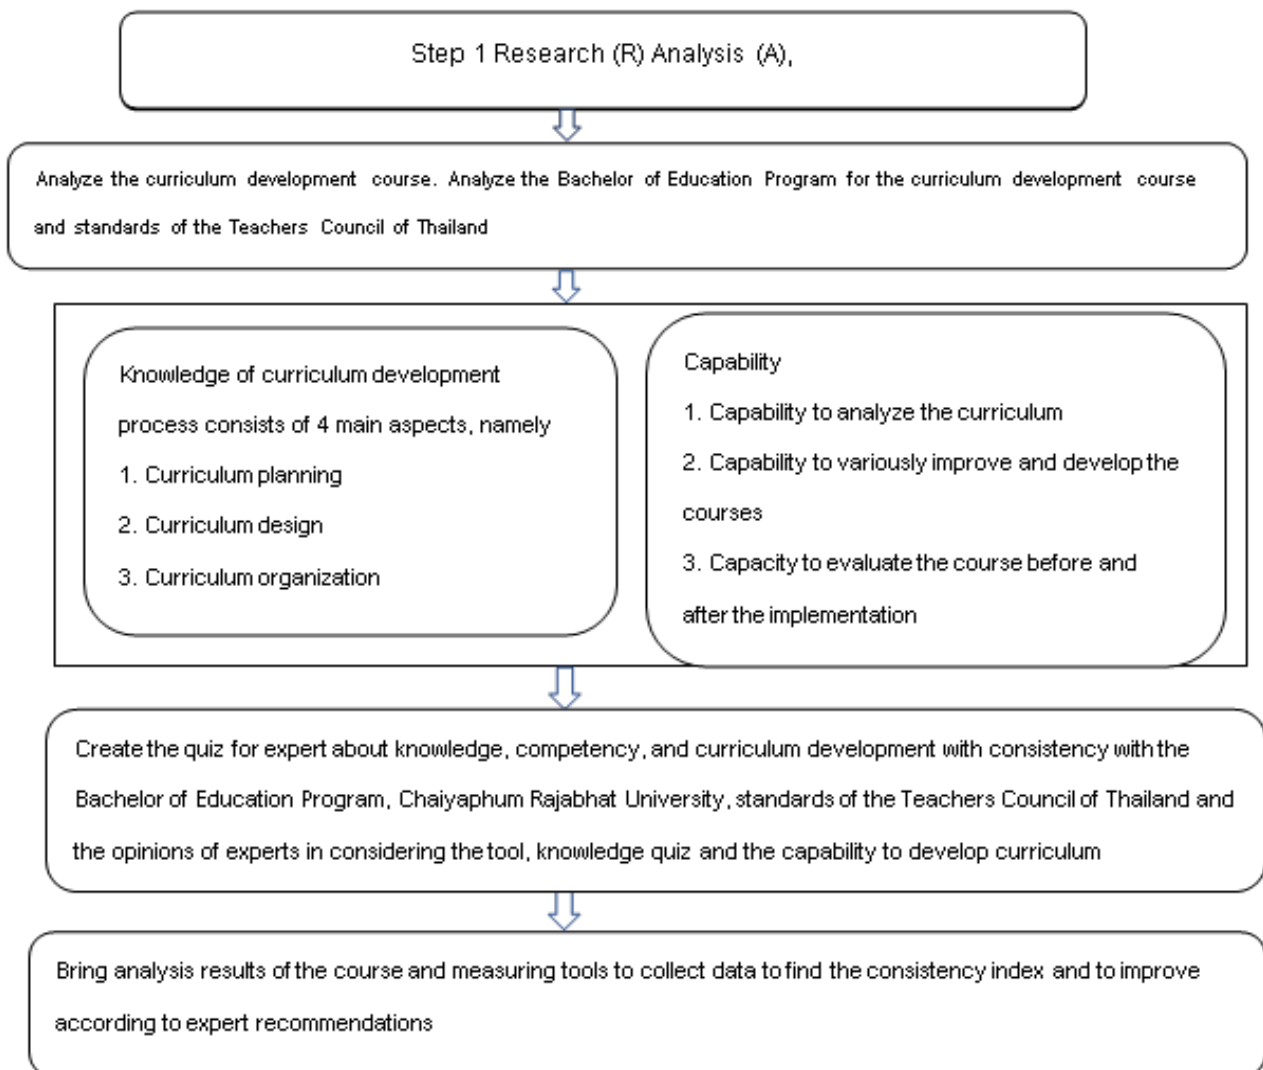 Step 1 Research (R) Analysis (A),
Analyze the curriculum development course. Analyze the Bachelor of Education Program for the curriculum development course
and standards of the Teachers Council of Thailand
Knowledge of curriculum development
process consists of 4 main aspects, namely
1. Curriculum planning
2. Curriculum design
3. Curriculum organization
Capability
1. Capability to analyze the curriculum
2. Capability to variously improve and develop the
courses
3. Capacity to evaluate the course before and
after the implementation
Create the quiz for expert about knowledge, competency, and curriculum development with consistency with the
Bachelor of Education Program, Chaiyaphum Rajabhat University, standards of the Teachers Council of Thailand and
the opinions of experts in considering the tool, knowledge quiz and the capability to develop curriculum
Bring analysis results of the course and measuring tools to collect data to find the consistency index and to improve
according to expert recommendations